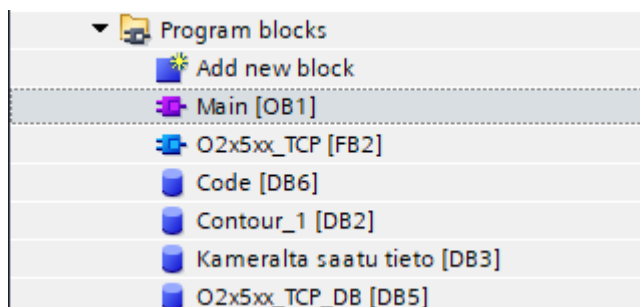 Program blocks
Add new block
Main [OB1]
O2x5xx_TCP [FB2]
Code [DB6]
Contour_1 [DB2]
Kameralta saatu tieto [DB3]
O2x5xx_TCP_DB [DB5]